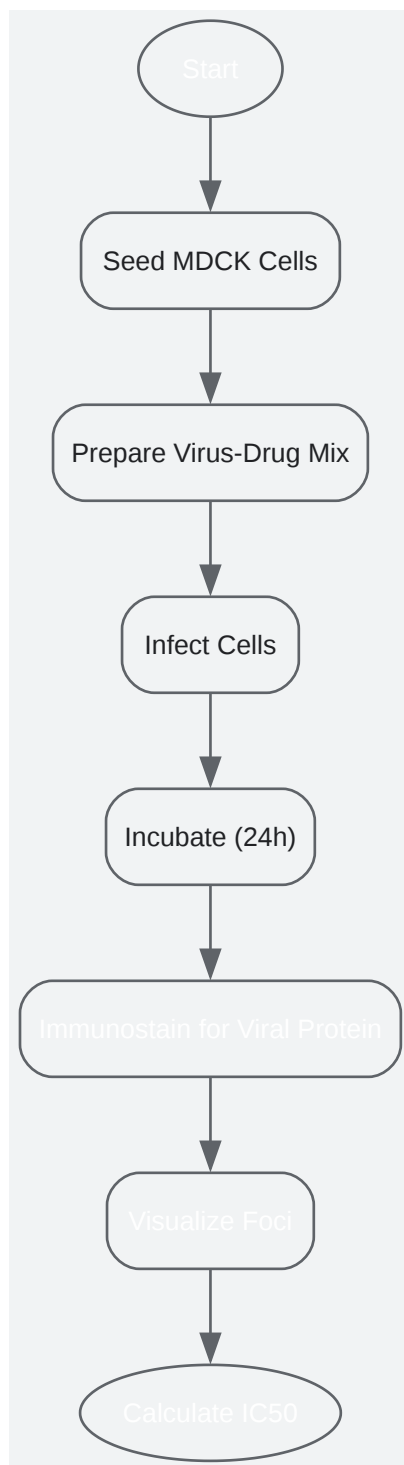 Start
Seed MDCK Cells
Prepare Virus-Drug Mix
Infect Cells
Incubate (24h)
Immunostain for Viral Protein
Visualize Foci
Calculate IC50